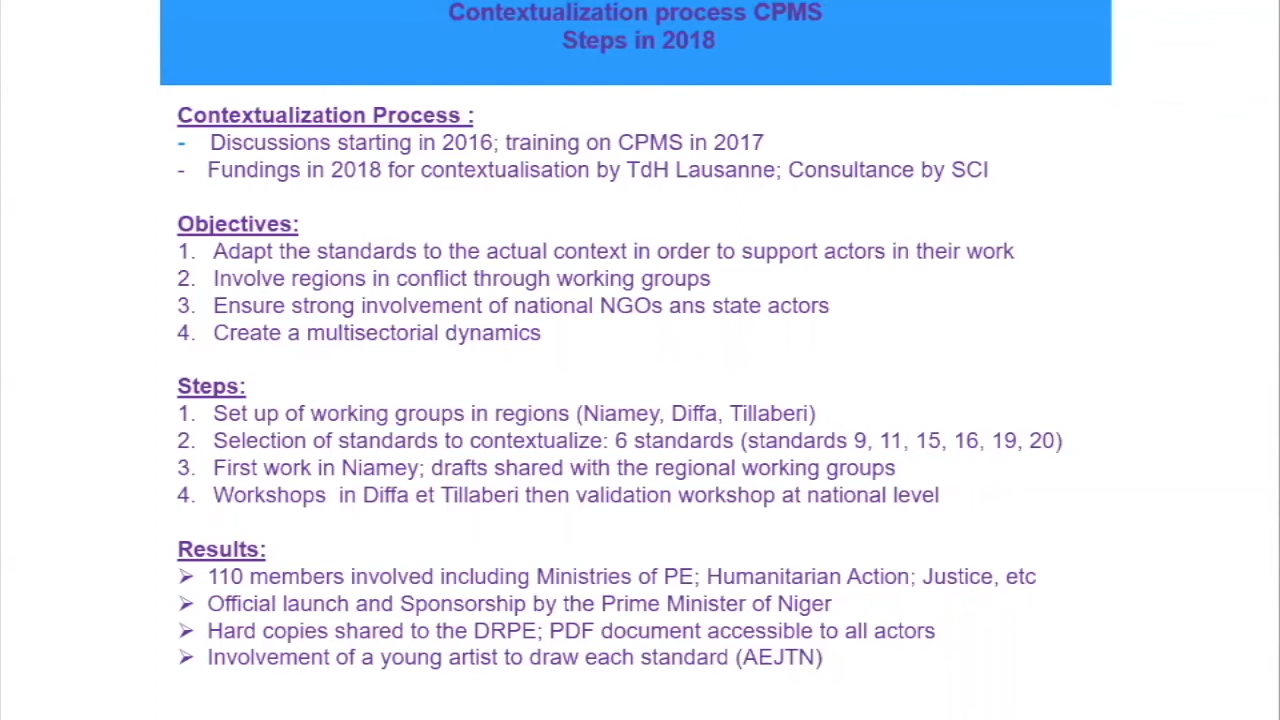 Contextualization process CPMS
Steps in 2018
Contextualization Process :
- Discussions starting in 2016; training on CPMS in 2017
- Fundings in 2018 for contextualisation by TdH Lausanne; Consultance by SCI
Objectives:
1. Adapt the standards to the actual context in order to support actors in their work
2. Involve regions in conflict through working groups
3. Ensure strong involvement of national NGOs ans state actors
4. Create a multisectorial dynamics
Steps:
1. Set up of working groups in regions (Niamey, Diffa, Tillaberi)
2. Selection of standards to contextualize: 6 standards (standards 9, 11, 15, 16, 19, 20)
3. First work in Niamey; drafts shared with the regional working groups
4. Workshops in Diffa et Tillaberi then validation workshop at national level
Results:
➢ 110 members involved including Ministries of PE; Humanitarian Action; Justice, etc
➢ Official launch and Sponsorship by the Prime Minister of Niger
➢ Hard copies shared to the DRPE; PDF document accessible to all actors
➢ Involvement of a young artist to draw each standard (AEJTN)